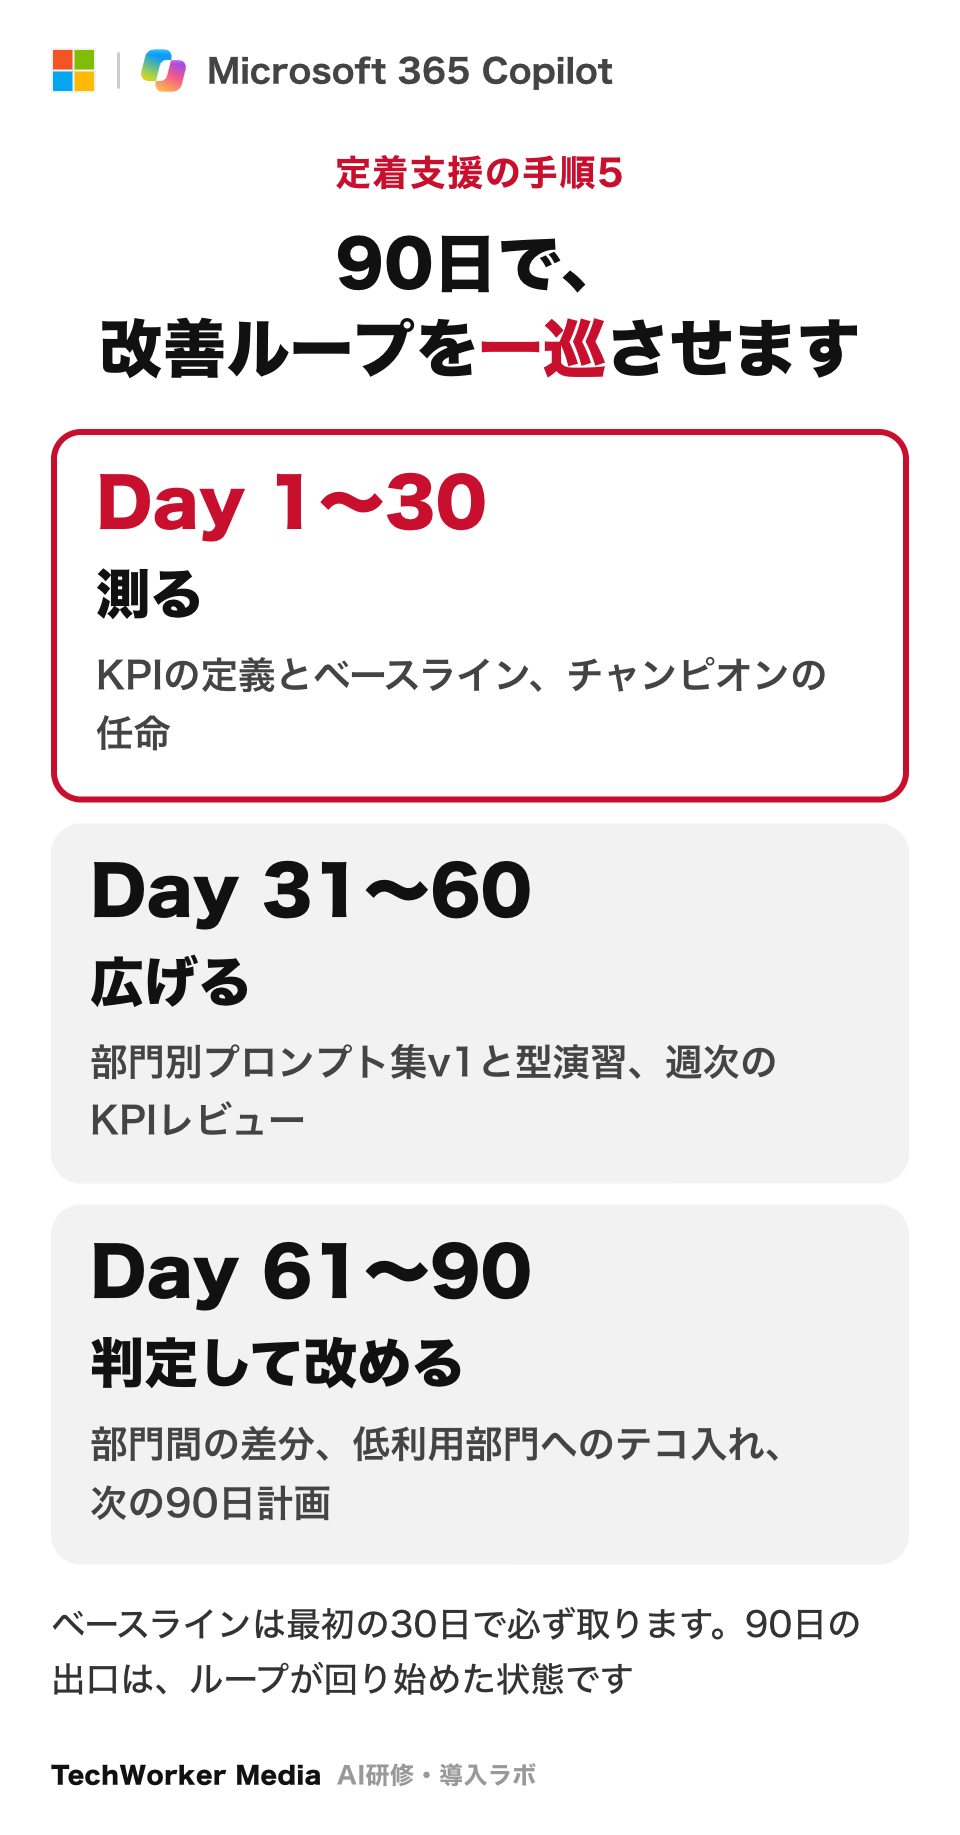 Microsoft 365 Copilot
定着支援の手順5
90日で、
改善ループを一巡させます
Day 1〜30
測る
KPIの定義とベースライン、チャンピオンの
任命
Day 31〜60
広げる
部門別プロンプト集v1と型演習、週次の
KPIレビュー
Day 61〜90
判定して改める
部門間の差分、低利用部門へのテコ入れ、
次の90日計画
ベースラインは最初の30日で必ず取ります。90日の
出口は、ループが回り始めた状態です
TechWorker Media AI研修・導入ラボ